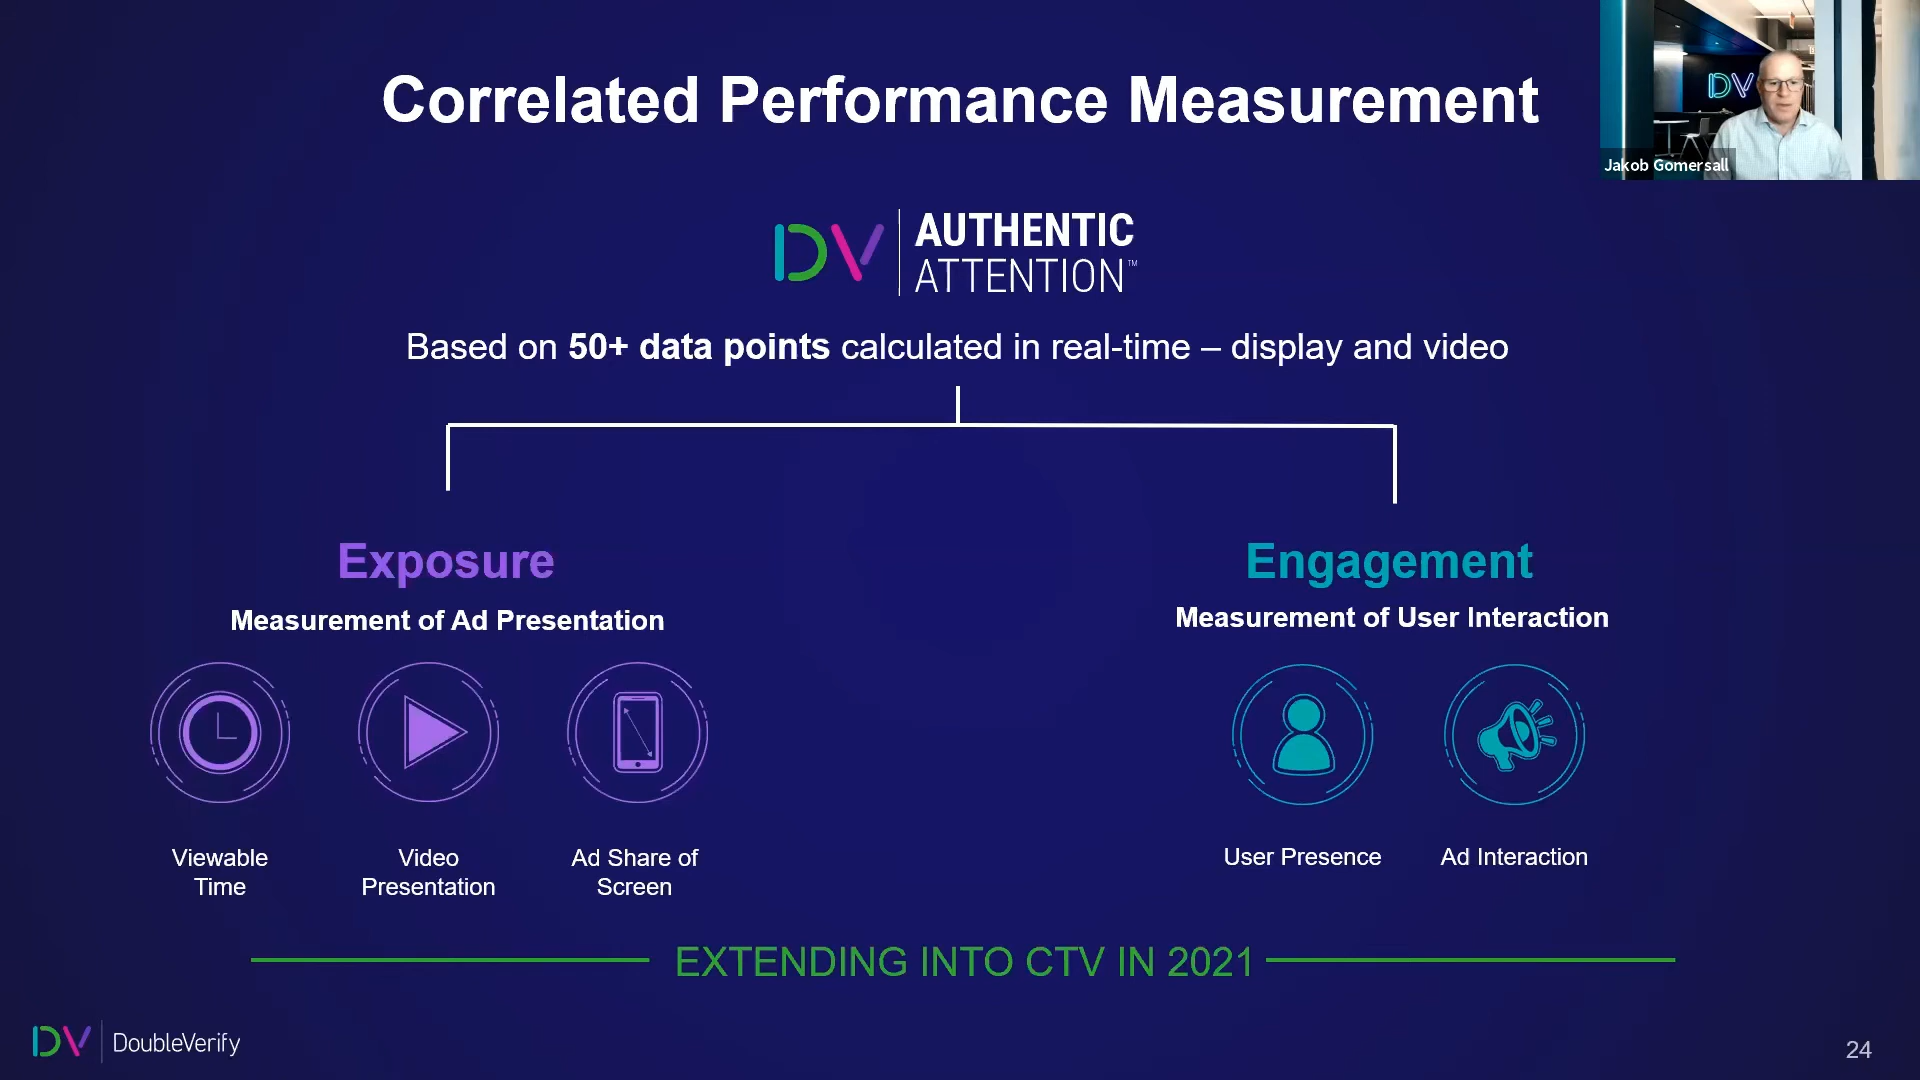 Correlated Performance Measurement
DV
Jakob Gomersall
DV AUTHENTIC
ATTENTION™
Based on 50+ data points calculated in real-time – display and video
Exposure
Measurement of Ad Presentation
Viewable
Time
Video
Presentation
Ad Share of
Screen
Engagement
Measurement of User Interaction
User Presence
Ad Interaction
EXTENDING INTO CTV IN 2021
DV DoubleVerify
24